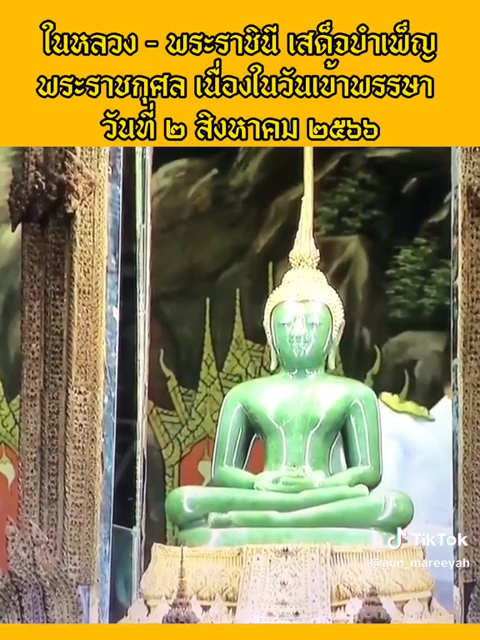 ในหลวง - พระราชินี เสด็จบำเพ็ญ
พระราชกุศล เนื่องในวันเข้าพรรษา
วันที่ ๒ สิงหาคม ๒๕๖๖
TikTok
@aun_mareeyah